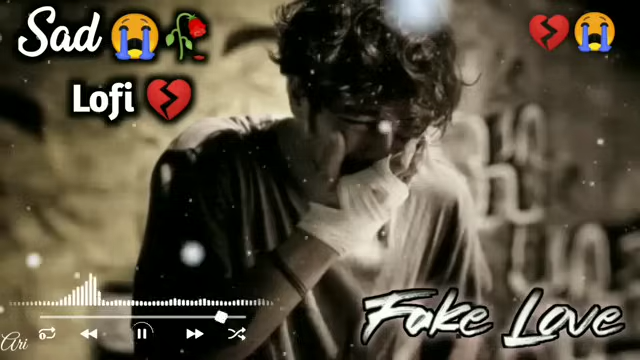 Sad 😭🥀
💔😭
Lofi 💔
Fake Love
Ari